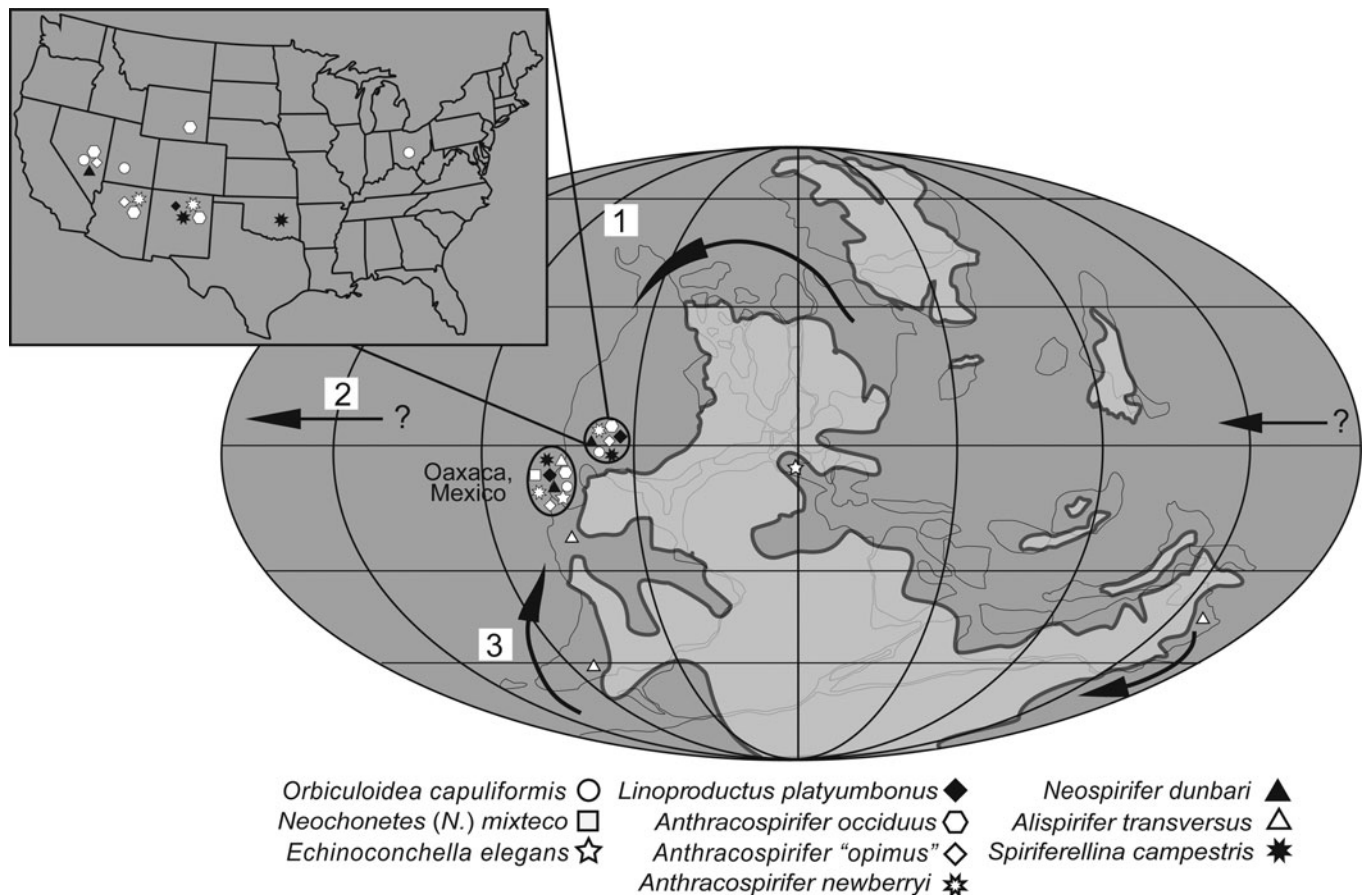 1
2
?
?
Oaxaca,
Mexico
3
Orbiculoidea capuliformis
Neochonetes (N.) mixteco
Echinoconchella elegans
Linoproductus platyumbonus
Anthracospirifer occiduus
Anthracospirifer "opimus"
Anthracospirifer newberryi
Neospirifer dunbari
Alispirifer transversus
Spiriferellina campestris